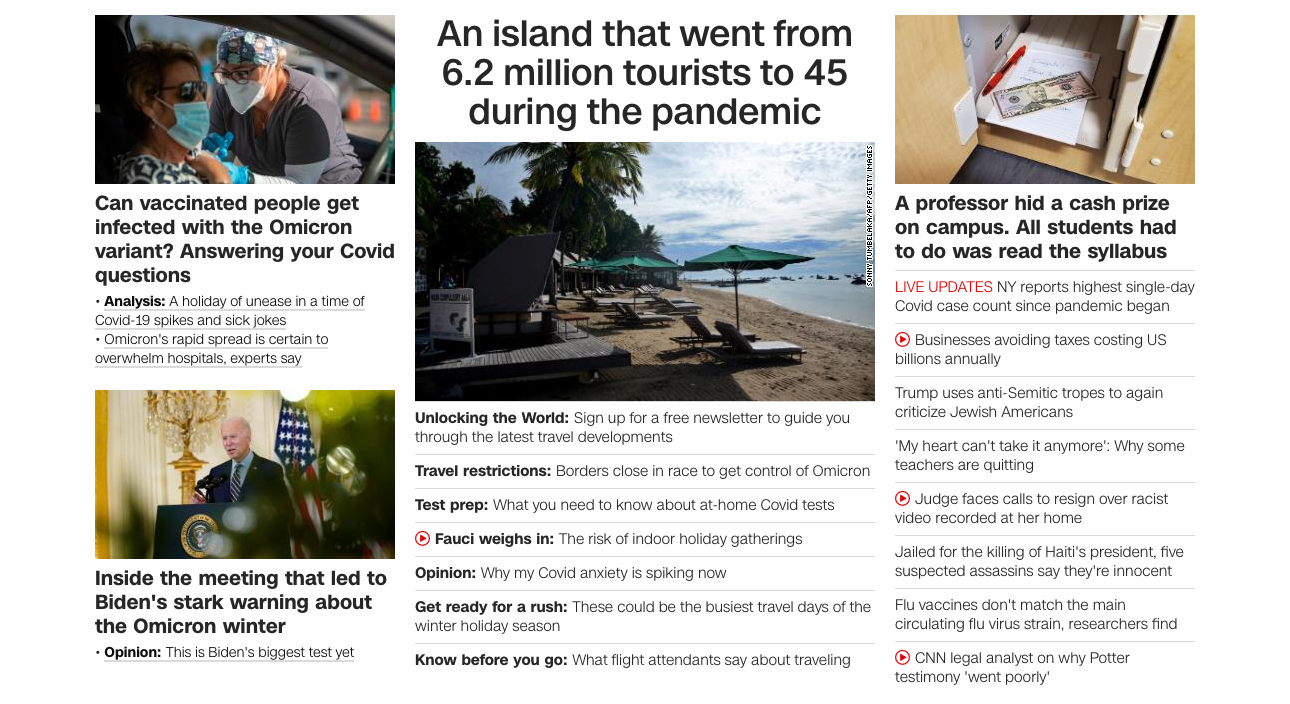 Can vaccinated people get
infected with the Omicron
variant? Answering your Covid
questions
• Analysis: A holiday of unease in a time of
Covid-19 spikes and sick jokes
• Omicron's rapid spread is certain to
overwhelm hospitals, experts say
Inside the meeting that led to
Biden's stark warning about
the Omicron winter
• Opinion: This is Biden's biggest test yet
An island that went from
6.2 million tourists to 45
during the pandemic
SONNY TUMBELAKA/AFP/GETTY IMAGES
Unlocking the World: Sign up for a free newsletter to guide you
through the latest travel developments
Travel restrictions: Borders close in race to get control of Omicron
Test prep: What you need to know about at-home Covid tests
Fauci weighs in: The risk of indoor holiday gatherings
Opinion: Why my Covid anxiety is spiking now
Get ready for a rush: These could be the busiest travel days of the
winter holiday season
Know before you go: What flight attendants say about traveling
A professor hid a cash prize
on campus. All students had
to do was read the syllabus
LIVE UPDATES NY reports highest single-day
Covid case count since pandemic began
Businesses avoiding taxes costing US
billions annually
Trump uses anti-Semitic tropes to again
criticize Jewish Americans
'My heart can't take it anymore': Why some
teachers are quitting
Judge faces calls to resign over racist
video recorded at her home
Jailed for the killing of Haiti's president, five
suspected assassins say they're innocent
Flu vaccines don't match the main
circulating flu virus strain, researchers find
CNN legal analyst on why Potter
testimony 'went poorly'